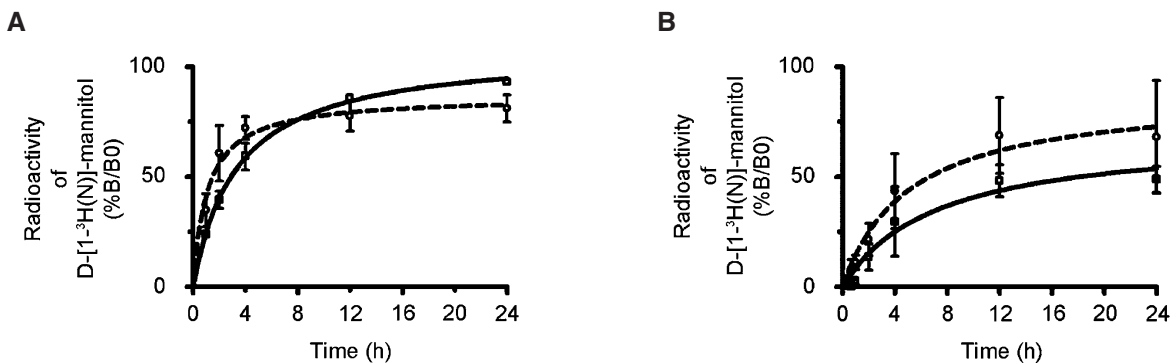 A
100
50
0
Radioactivity
of
D-[1-³H(N)]-mannitol
(%B/B0)
0 4 8 12 16 20 24
Time (h)
B
100
50
0
Radioactivity
of
D-[1-³H(N)]-mannitol
(%B/B0)
0 4 8 12 16 20 24
Time (h)